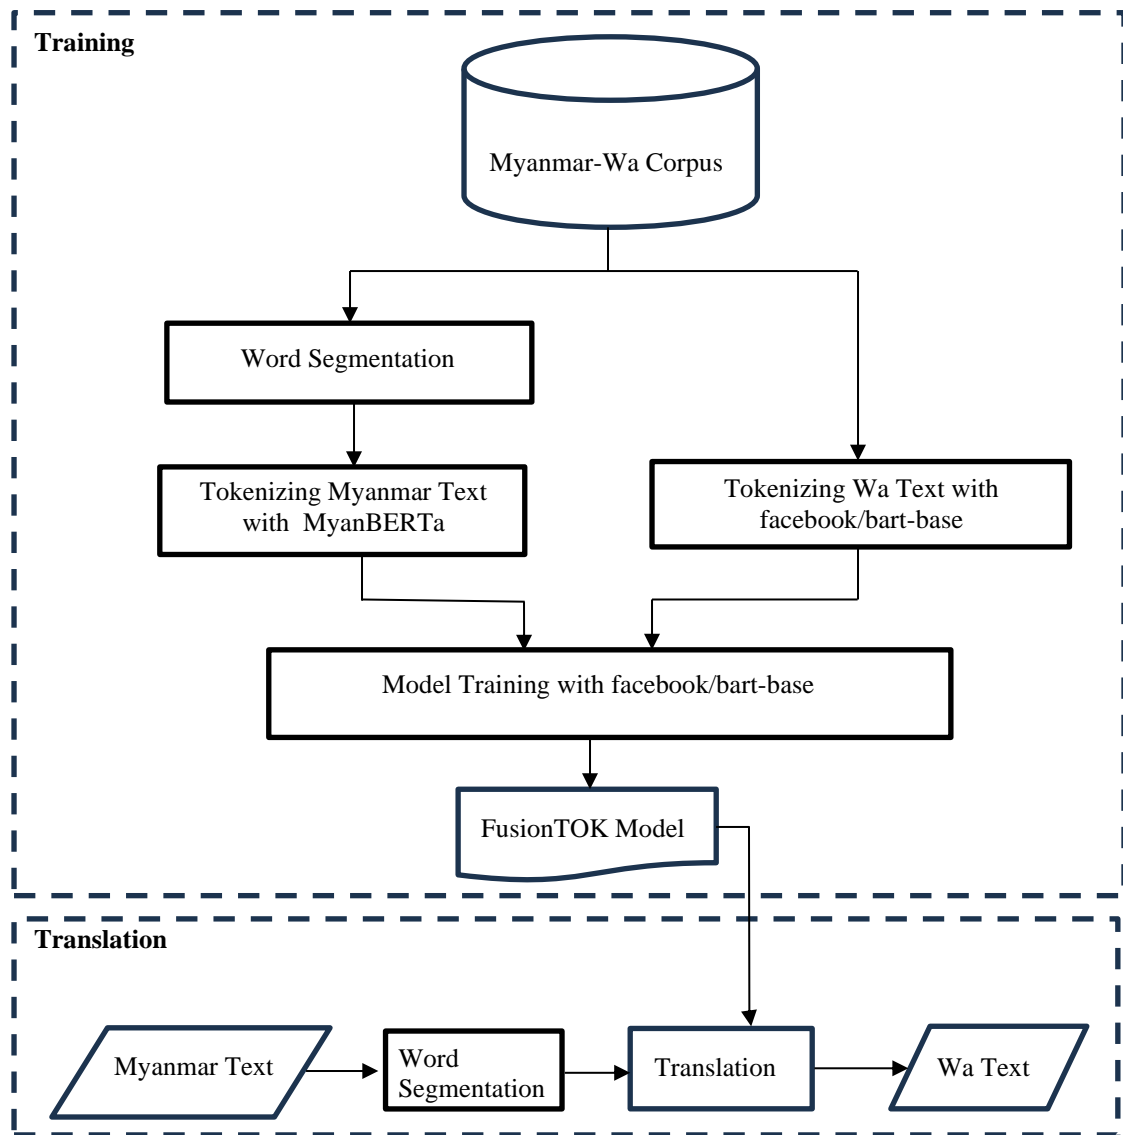 Training
Myanmar-Wa Corpus
Word Segmentation
Tokenizing Myanmar Text
with MyanBERTa
Tokenizing Wa Text with
facebook/bart-base
Model Training with facebook/bart-base
FusionTOK Model
Translation
Myanmar Text
Word
Segmentation
Translation
Wa Text